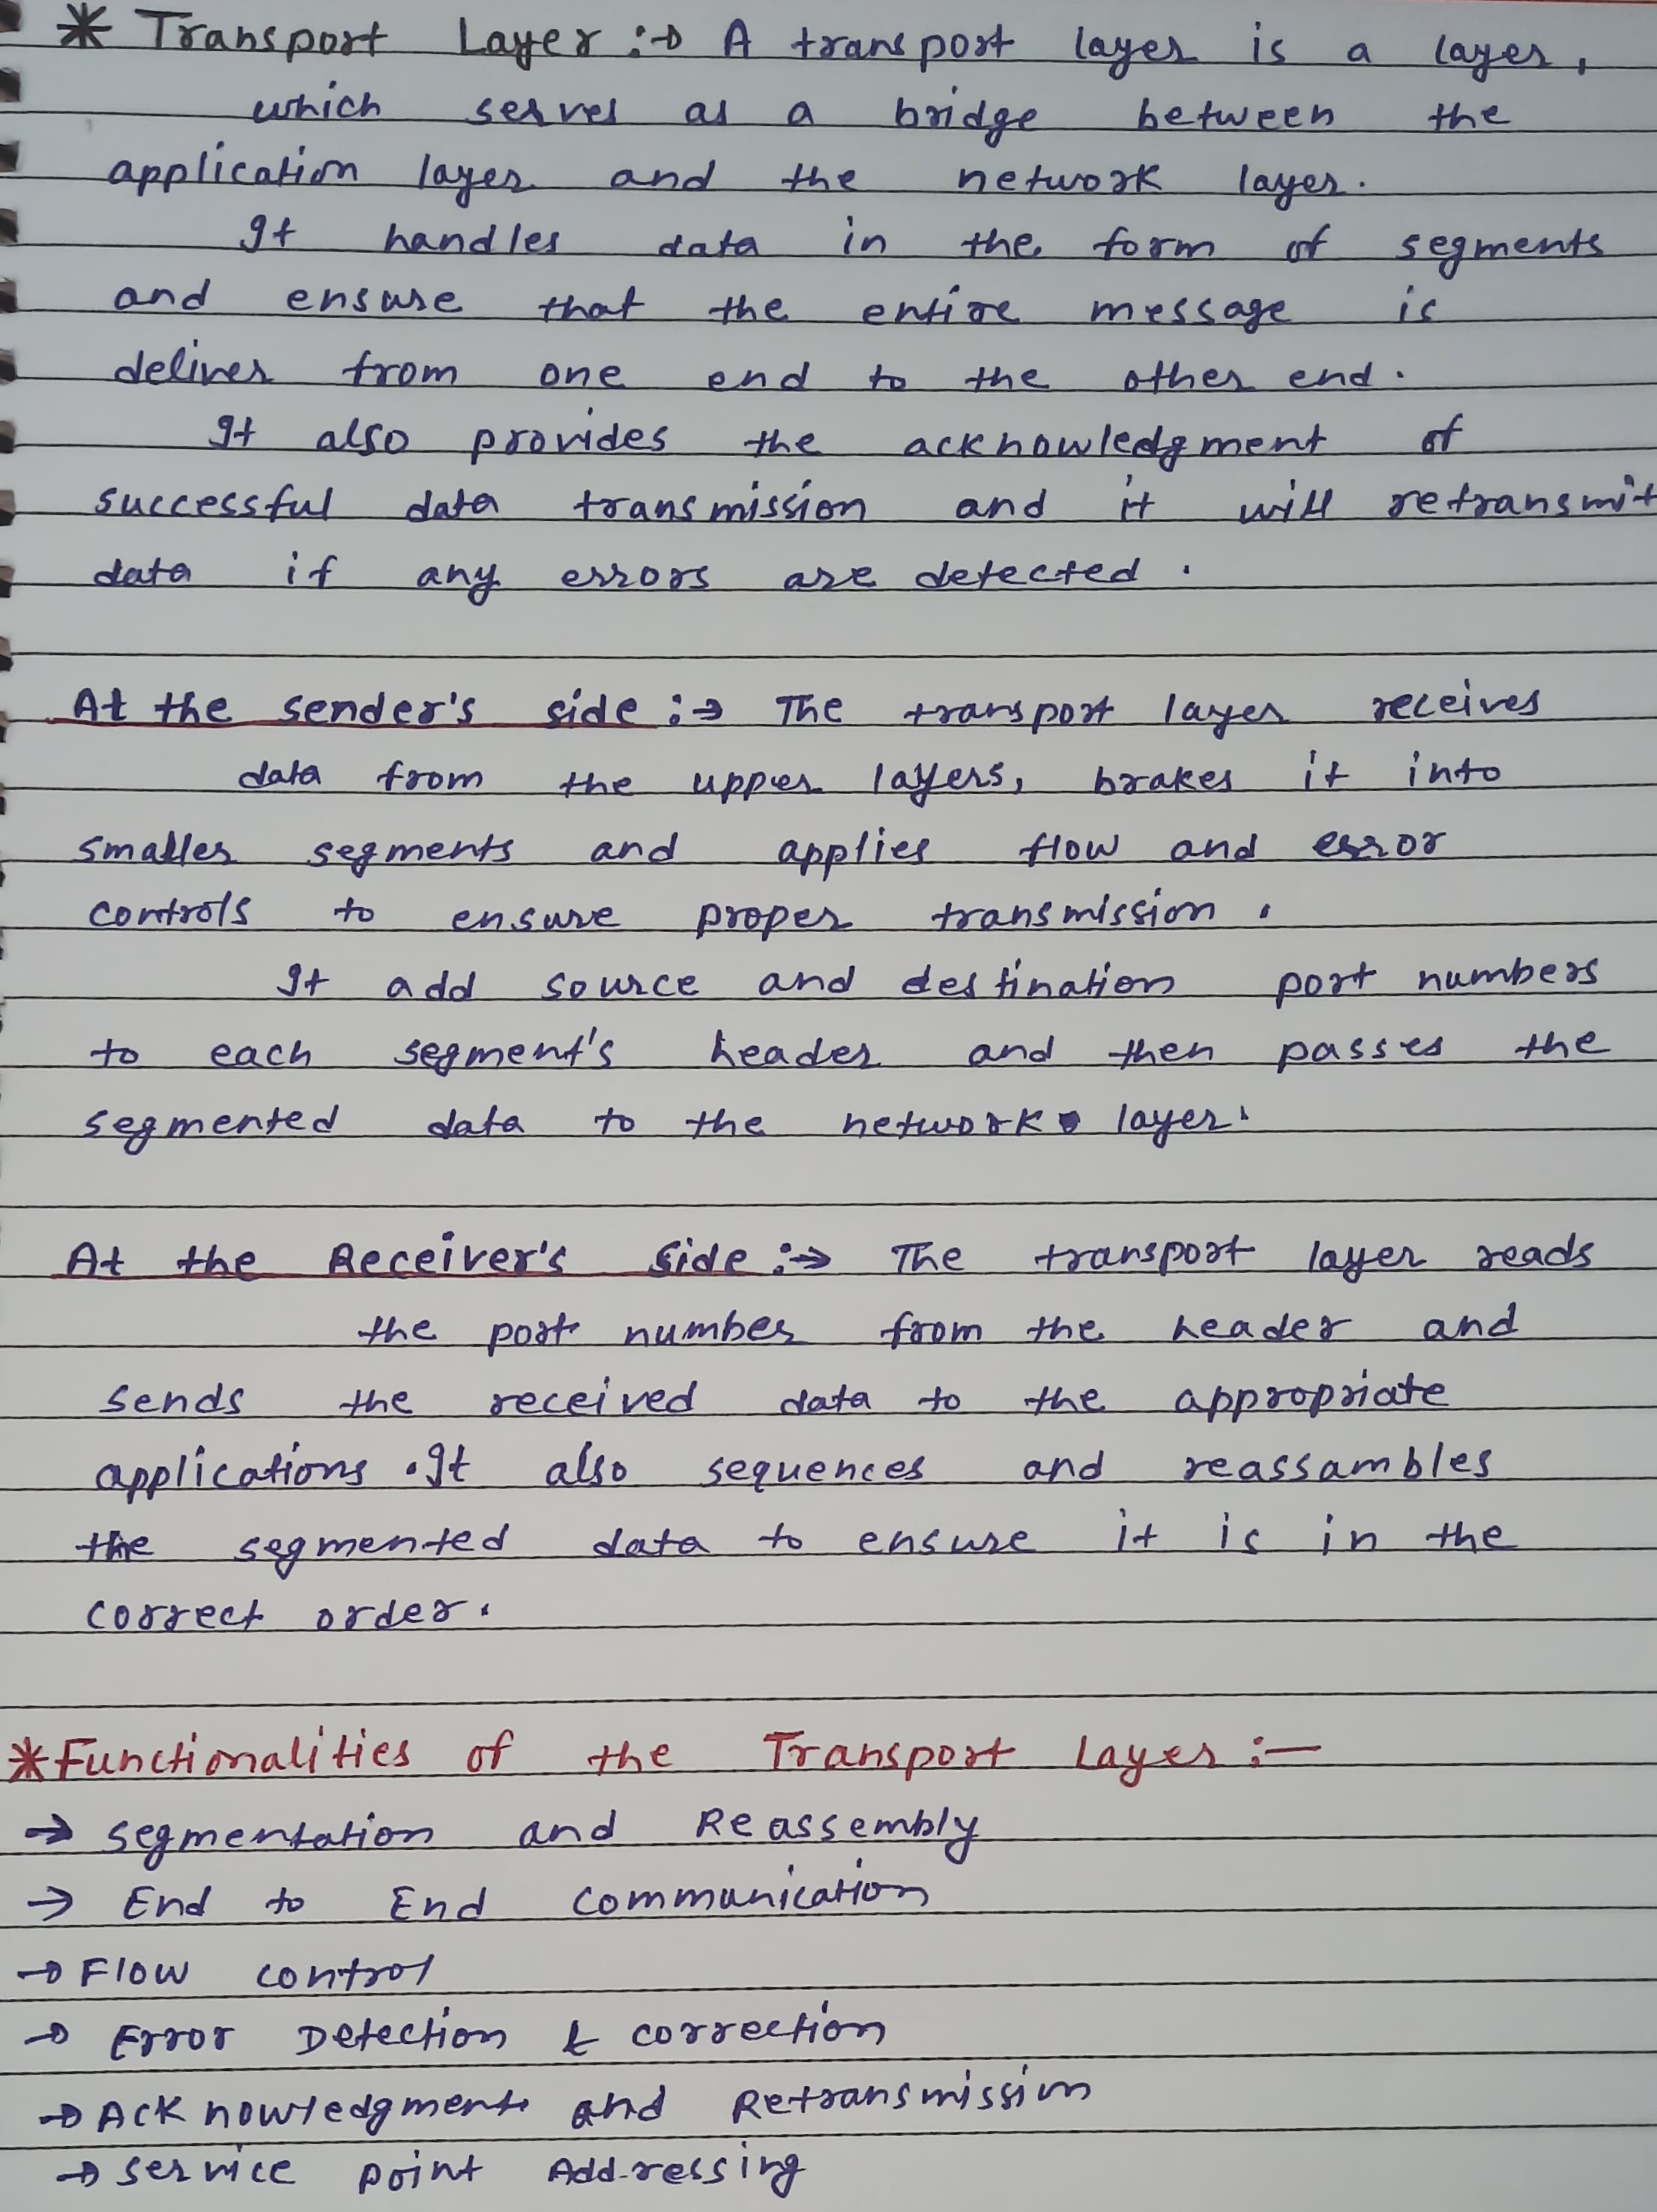 * Transport Layer :→ A transport layer is a layer,
which serves as a bridge between the
application layer and the network layer.
It handles data in the form of segments
and ensure that the entire message is
deliver from one end to the other end.
It also provides the acknowledgment of
successful data transmission and it will retransmit
data if any errors are detected.
At the sender's side :→ The transport layer receives
data from the upper layers, brakes it into
smaller segments and applies flow and error
controls to ensure proper transmission.
It add source and destination port numbers
to each segment's header and then passes the
segmented data to the network layer.
At the Receiver's side :→ The transport layer reads
the port number from the header and
sends the received data to the appropriate
applications. It also sequences and reassambles
the segmented data to ensure it is in the
correct order.
* Functionalities of the Transport Layer :—
→ Segmentation and Reassembly
→ End to End Communication
→ Flow control
→ Error Detection & correction
→ Acknowledgment and Retransmission
→ Service point Addressing